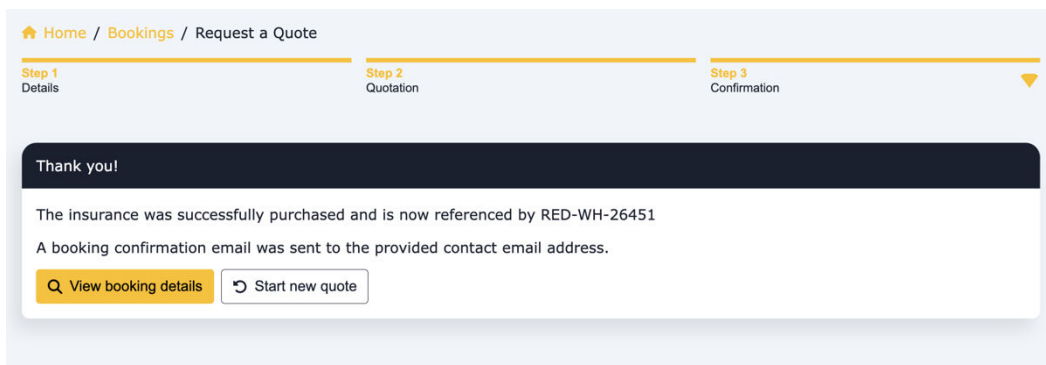 Home / Bookings / Request a Quote
Step 1
Details
Step 2
Quotation
Step 3
Confirmation
Thank you!
The insurance was successfully purchased and is now referenced by RED-WH-26451
A booking confirmation email was sent to the provided contact email address.
View booking details
Start new quote